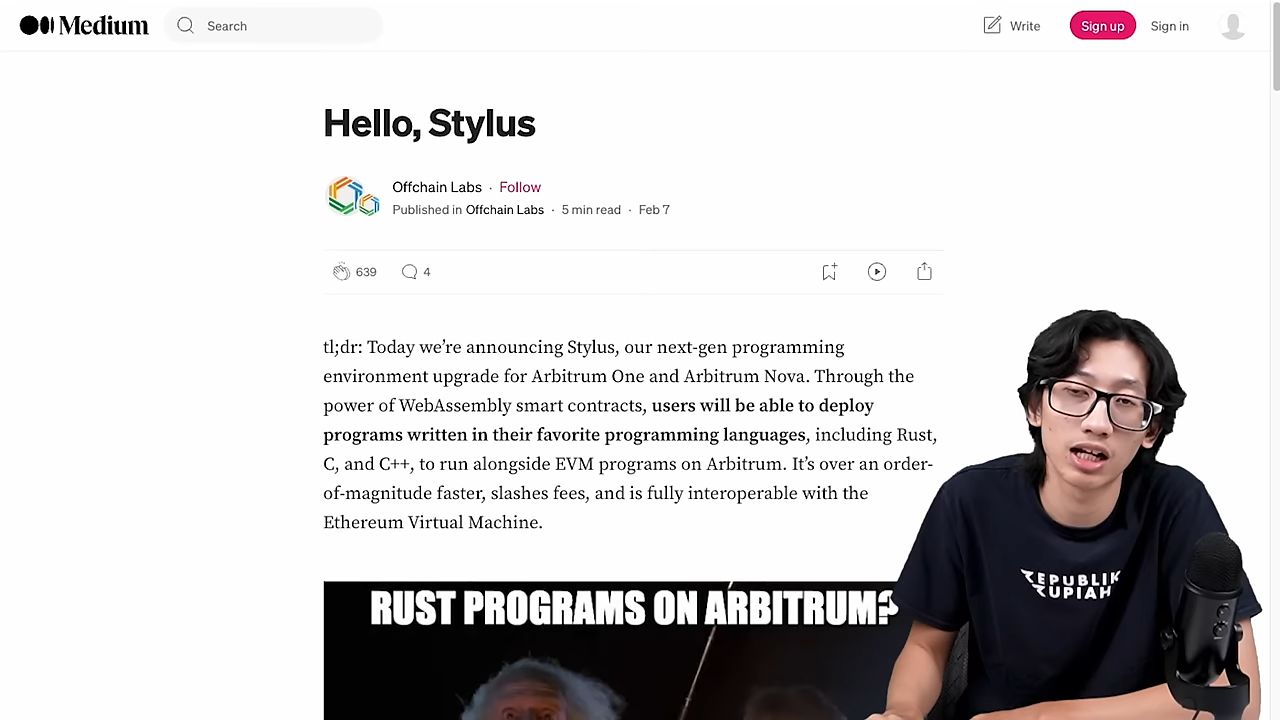 Medium
Search
Write
Sign up
Sign in
Hello, Stylus
Offchain Labs · Follow
Published in Offchain Labs · 5 min read · Feb 7
639
4
tl;dr: Today we’re announcing Stylus, our next-gen programming
environment upgrade for Arbitrum One and Arbitrum Nova. Through the
power of WebAssembly smart contracts, users will be able to deploy
programs written in their favorite programming languages, including Rust,
C, and C++, to run alongside EVM programs on Arbitrum. It’s over an order-
of-magnitude faster, slashes fees, and is fully interoperable with the
Ethereum Virtual Machine.
RUST PROGRAMS ON ARBITRUM?
REPUBLIK
RUPIAH